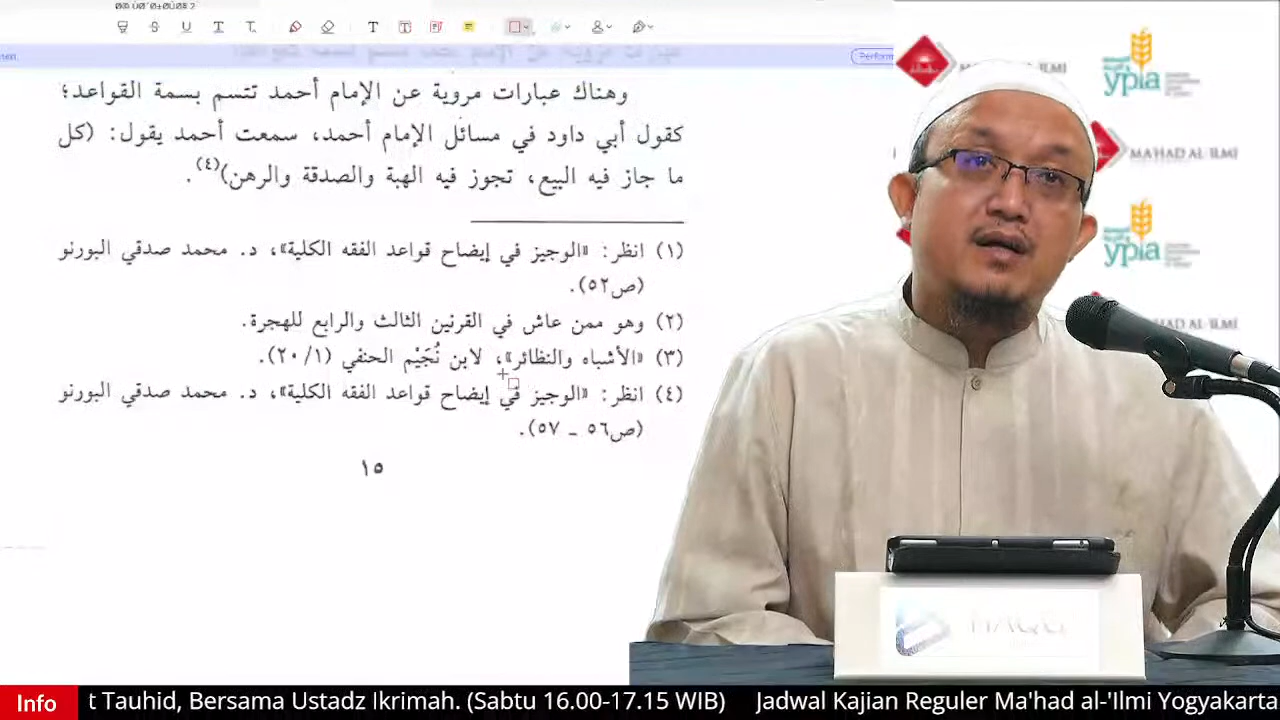 وهناك عبارات مروية عن الإمام أحمد تتسم بسمة القواعد؛
كقول أبي داود في مسائل الإمام أحمد، سمعت أحمد يقول: (كل
ما جاز فيه البيع، تجوز فيه الهبة والصدقة والرهن)(٤).
(١) انظر: «الوجيز في إيضاح قواعد الفقه الكلية»، د. محمد صدقي البورنو
(ص٥٢).
(٢) وهو ممن عاش في القرنين الثالث والرابع للهجرة.
(٣) «الأشباه والنظائر»، لابن نُجَيْم الحنفي (٢٠/١).
(٤) انظر: «الوجيز في إيضاح قواعد الفقه الكلية»، د. محمد صدقي البورنو
(ص٥٦ - ٥٧).
١٥
Perform
ypia
MA'HAD AL-'ILMI
ypia
Info
t Tauhid, Bersama Ustadz Ikrimah. (Sabtu 16.00-17.15 WIB) Jadwal Kajian Reguler Ma'had al-'Ilmi Yogyakarta